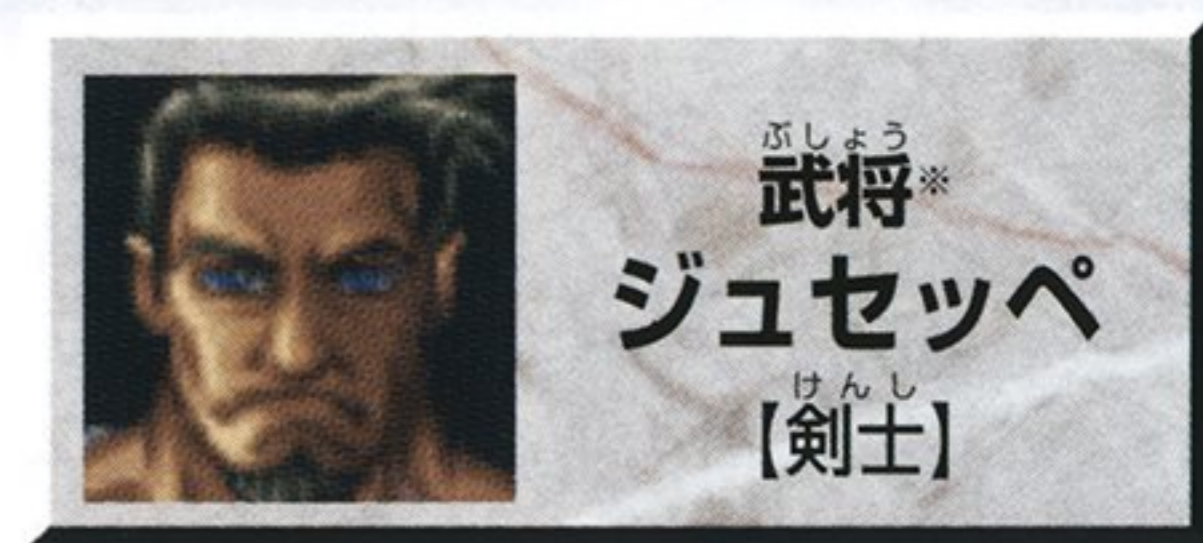 ぶしょう
武将※
ジュセッペ
けんし
【剣士】